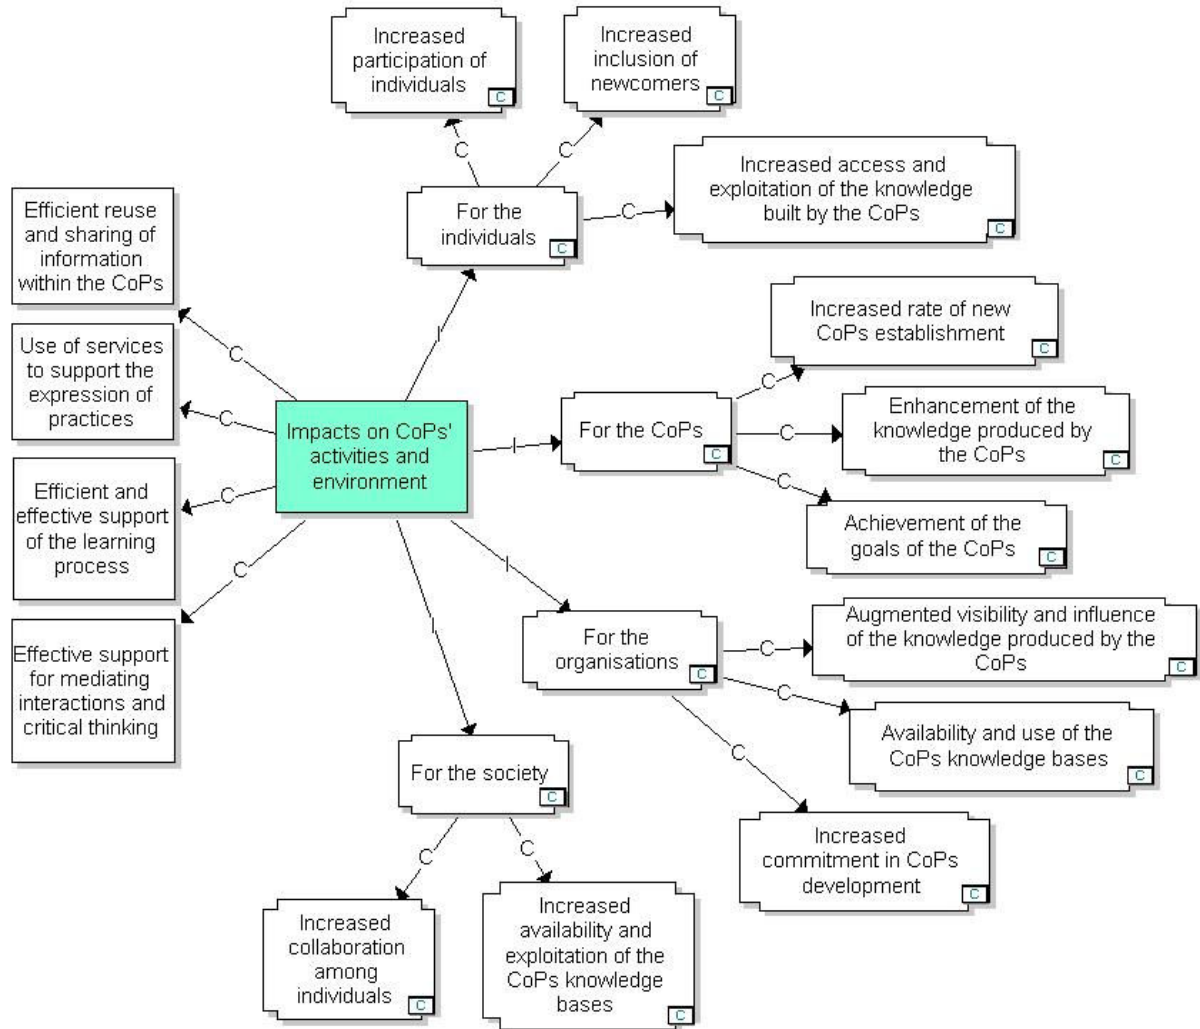 Increased
participation of
individuals
C
Increased
inclusion of
newcomers
C
C
C
Increased access and
exploitation of the knowledge
built by the CoPs
C
For the
individuals
C
C
Efficient reuse
and sharing of
information
within the CoPs
I
C
Increased rate of new
CoPs establishment
C
Use of services
to support the
expression of
practices
C
Impacts on CoPs'
activities and
environment
I
For the CoPs
C
C
C
C
Enhancement of the
knowledge produced by
the CoPs
C
Efficient and
effective support
of the learning
process
C
Achievement of the
goals of the CoPs
C
C
I
I
Effective support
for mediating
interactions and
critical thinking
For the
organisations
C
C
C
C
Augmented visibility and influence
of the knowledge produced by the
CoPs
C
Availability and use of the
CoPs knowledge bases
C
For the society
C
Increased
commitment in CoPs
development
C
C
C
Increased
collaboration
among
individuals
C
Increased
availability and
exploitation of the
CoPs knowledge
bases
C